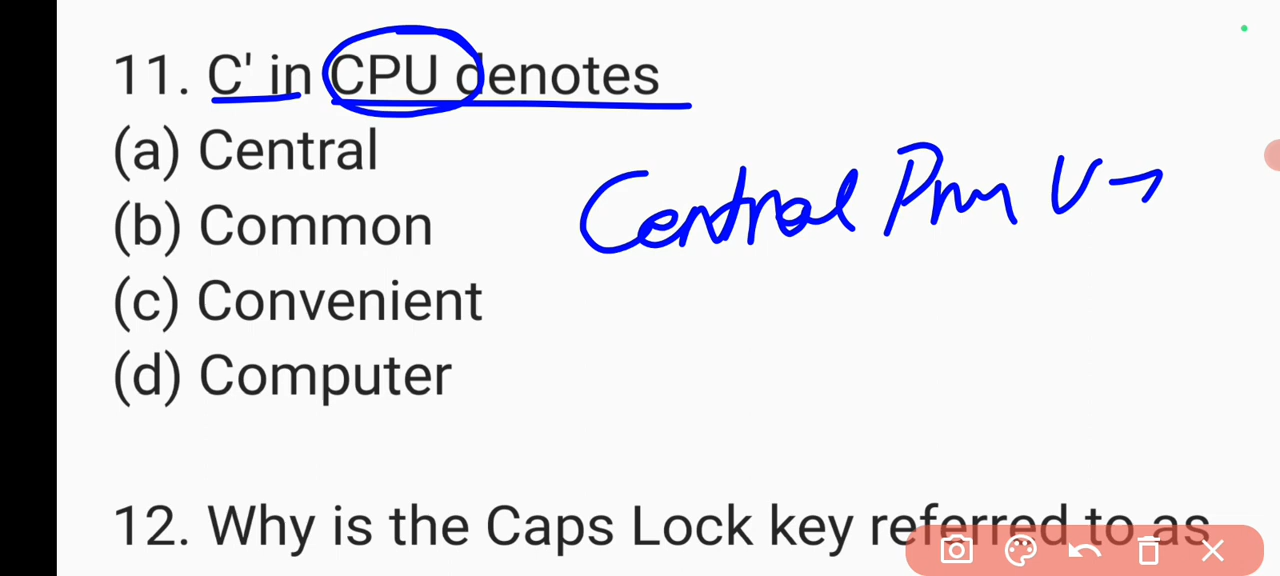 11. C' in CPU denotes
(a) Central
(b) Common
(c) Convenient
(d) Computer
Central
12. Why is the Caps Lock key referred to as